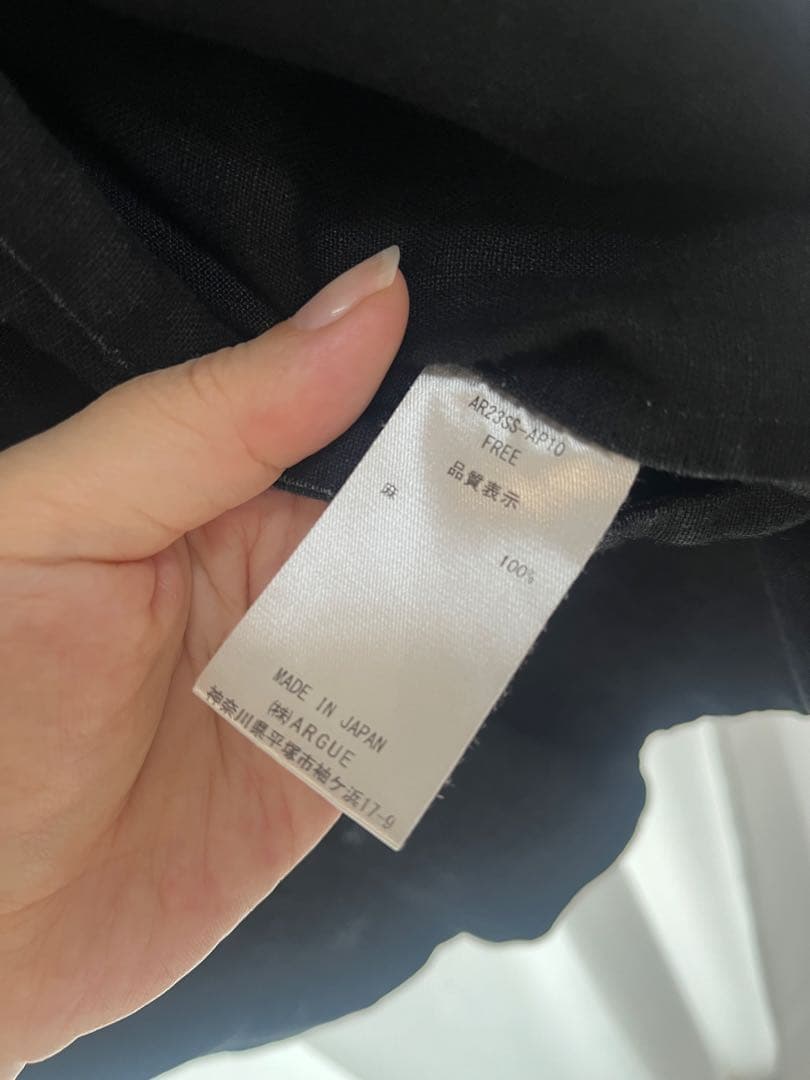 AR23SS-AP10
FREE
品質表示
麻 100%
MADE IN JAPAN
(株)ARGUE
神奈川県平塚市袖ケ浜17-9